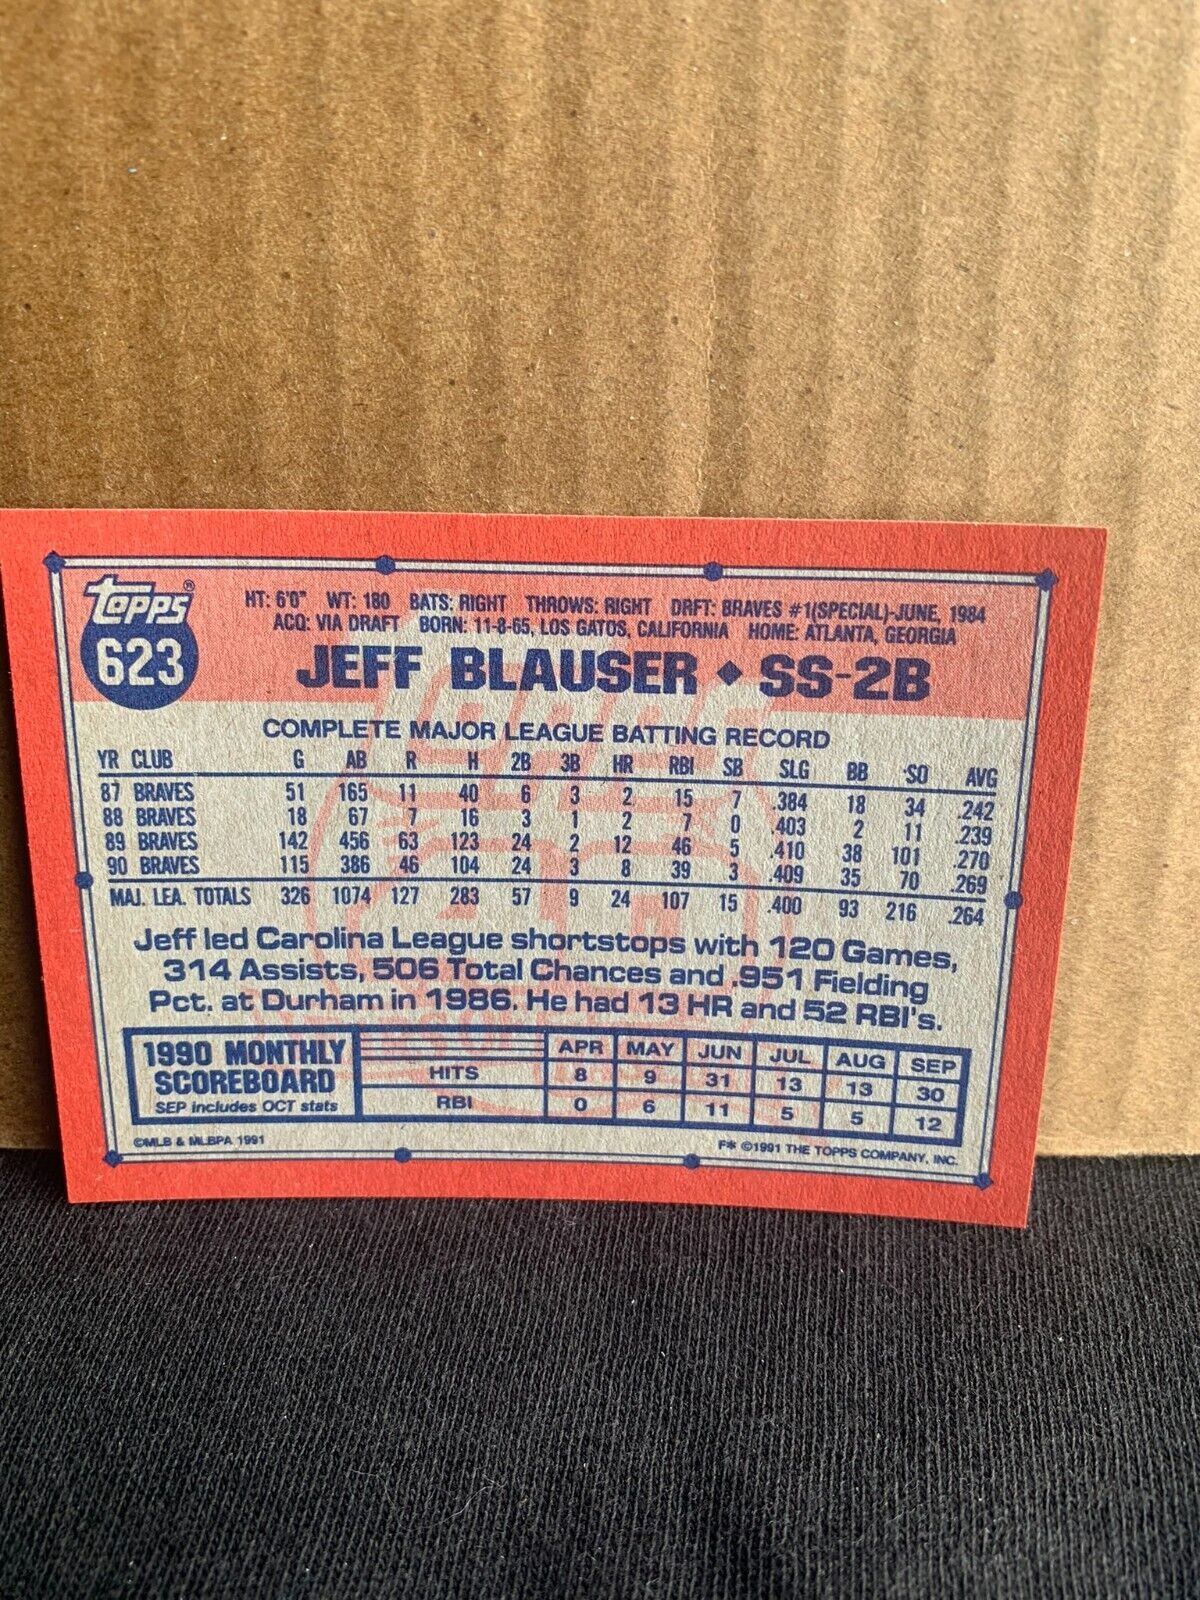 topps®
623
HT: 6'0" WT: 180 BATS: RIGHT THROWS: RIGHT DRFT: BRAVES #1(SPECIAL)-JUNE, 1984
ACQ: VIA DRAFT BORN: 11-8-65, LOS GATOS, CALIFORNIA HOME: ATLANTA, GEORGIA
JEFF BLAUSER ◆ SS-2B
COMPLETE MAJOR LEAGUE BATTING RECORD
YR CLUB G AB R H 2B 3B HR RBI SB SLG BB SO AVG
87 BRAVES 51 165 11 40 6 3 2 15 7 .384 18 34 .242
88 BRAVES 18 67 7 16 3 1 2 7 0 .403 2 11 .239
89 BRAVES 142 456 63 123 24 2 12 46 5 .410 38 101 .270
90 BRAVES 115 386 46 104 24 3 8 39 3 .409 35 70 .269
MAJ. LEA. TOTALS 326 1074 127 283 57 9 24 107 15 .400 93 216 .264
Jeff led Carolina League shortstops with 120 Games,
314 Assists, 506 Total Chances and .951 Fielding
Pct. at Durham in 1986. He had 13 HR and 52 RBI's.
1990 MONTHLY
SCOREBOARD
SEP includes OCT stats
APR MAY JUN JUL AUG SEP
HITS 8 9 31 13 13 30
RBI 0 6 11 5 5 12
©MLB & MLBPA 1991
F* ©1991 THE TOPPS COMPANY, INC.